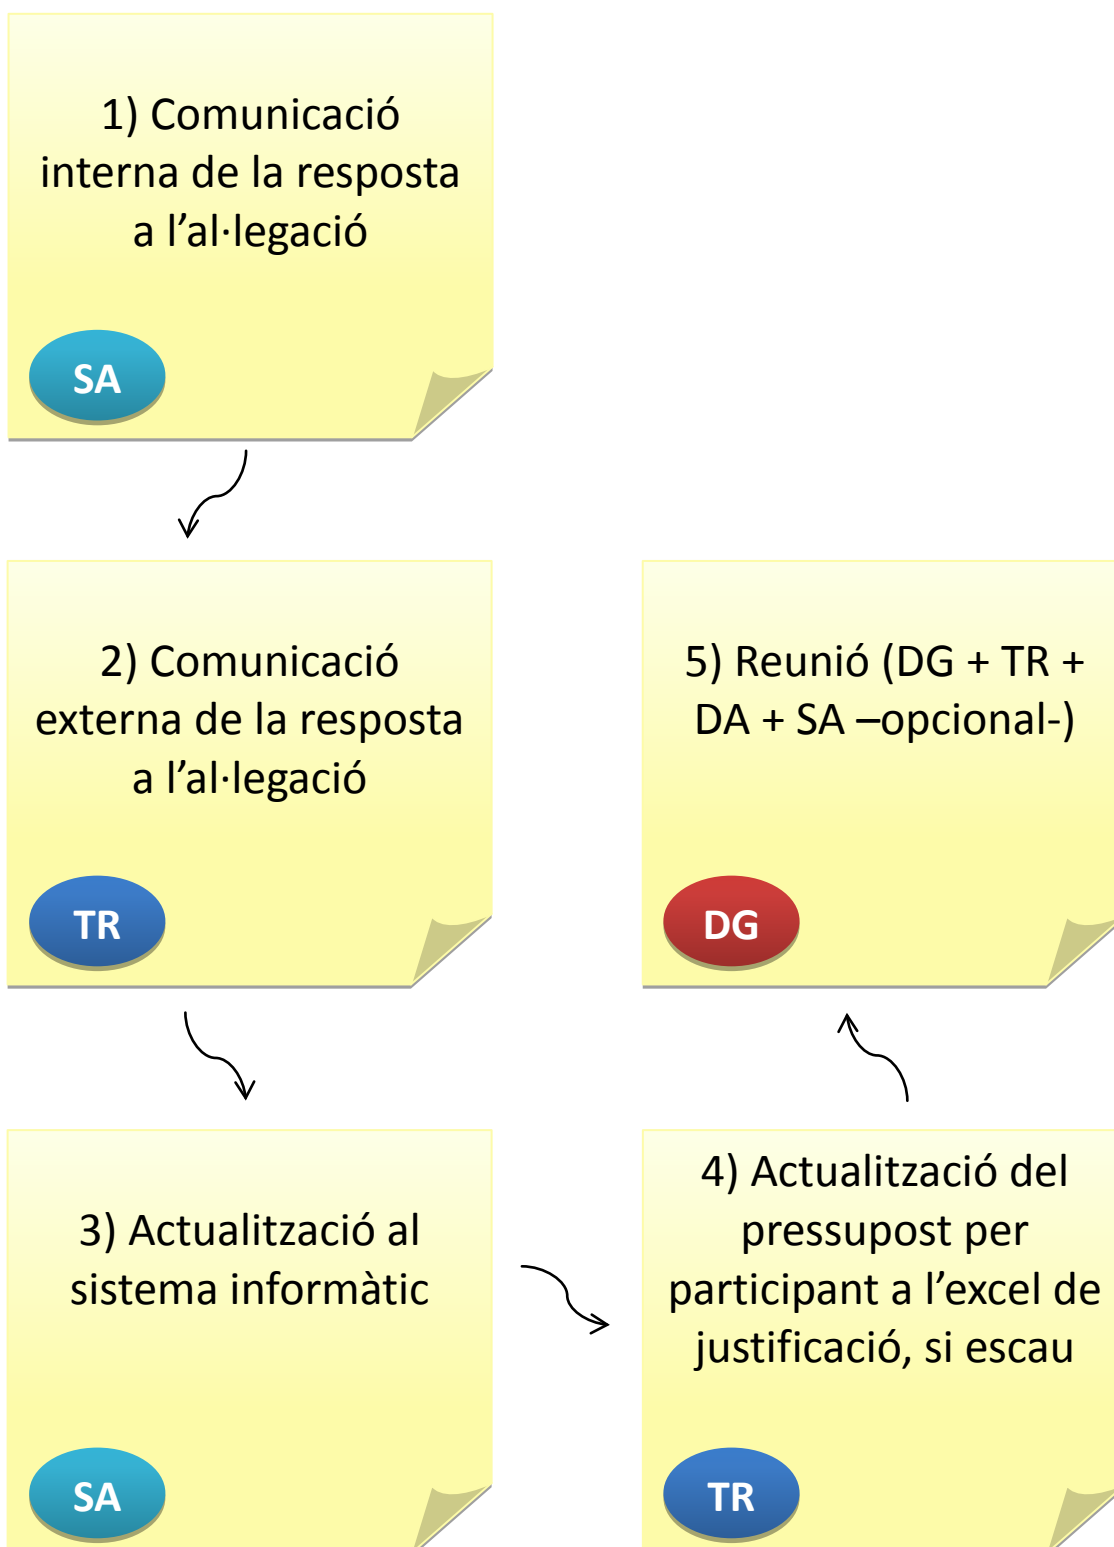 1) Comunicació
interna de la resposta
a l’al·legació
SA
2) Comunicació
externa de la resposta
a l’al·legació
TR
3) Actualització al
sistema informàtic
SA
4) Actualització del
pressupost per
participant a l’excel de
justificació, si escau
TR
5) Reunió (DG + TR +
DA + SA –opcional-)
DG